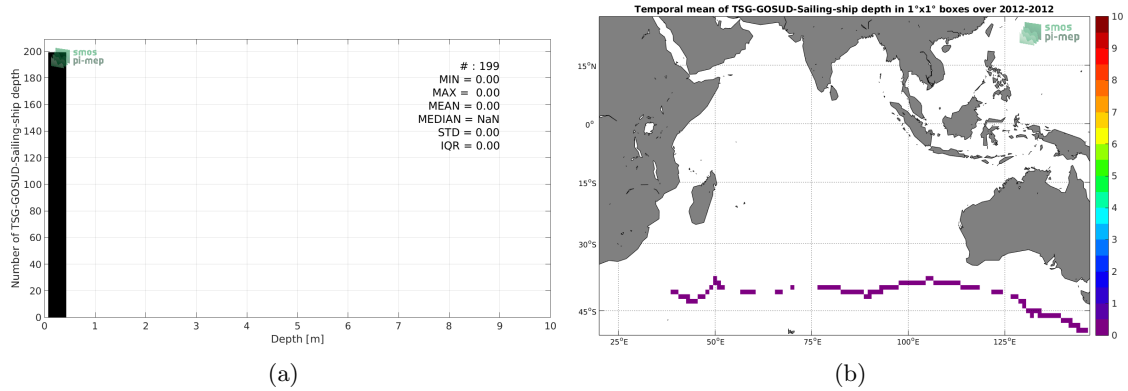 smos
pi-mep
200
180
160
140
120
100
80
60
40
20
0
Number of TSG-GOSUD-Sailing-ship depth
# : 199
MIN = 0.00
MAX = 0.00
MEAN = 0.00
MEDIAN = NaN
STD = 0.00
IQR = 0.00
0 1 2 3 4 5 6 7 8 9 10
Depth [m]
(a)
Temporal mean of TSG-GOSUD-Sailing-ship depth in 1°x1° boxes over 2012-2012
smos
pi-mep
15°N
0°
15°S
30°S
45°S
25°E 50°E 75°E 100°E 125°E
10
9
8
7
6
5
4
3
2
1
0
(b)